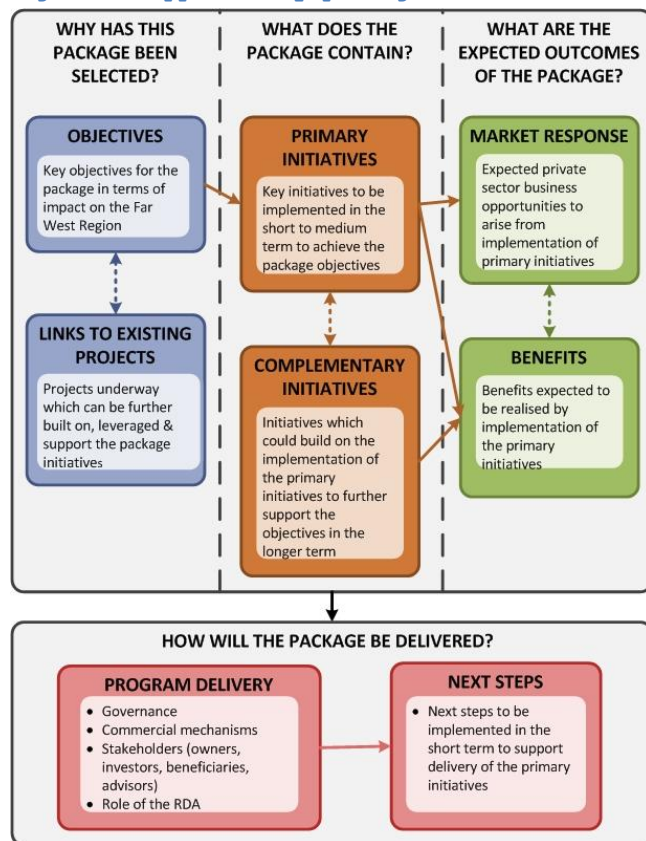 WHY HAS THIS
PACKAGE BEEN
SELECTED?
WHAT DOES THE
PACKAGE CONTAIN?
WHAT ARE THE
EXPECTED OUTCOMES
OF THE PACKAGE?
OBJECTIVES
Key objectives for the
package in terms of
impact on the Far
West Region
LINKS TO EXISTING
PROJECTS
Projects underway
which can be further
built on, leveraged &
support the package
initiatives
PRIMARY
INITIATIVES
Key initiatives to be
implemented in the
short to medium
term to achieve the
package objectives
COMPLEMENTARY
INITIATIVES
Initiatives which
could build on the
implementation of
the primary
initiatives to further
support the
objectives in the
longer term
MARKET RESPONSE
Expected private
sector business
opportunities to
arise from
implementation of
primary initiatives
BENEFITS
Benefits expected to
be realised by
implementation of
the primary
initiatives
HOW WILL THE PACKAGE BE DELIVERED?
PROGRAM DELIVERY
• Governance
• Commercial mechanisms
• Stakeholders (owners,
investors, beneficiaries,
advisors)
• Role of the RDA
NEXT STEPS
• Next steps to be
implemented in the
short term to support
delivery of the primary
initiatives